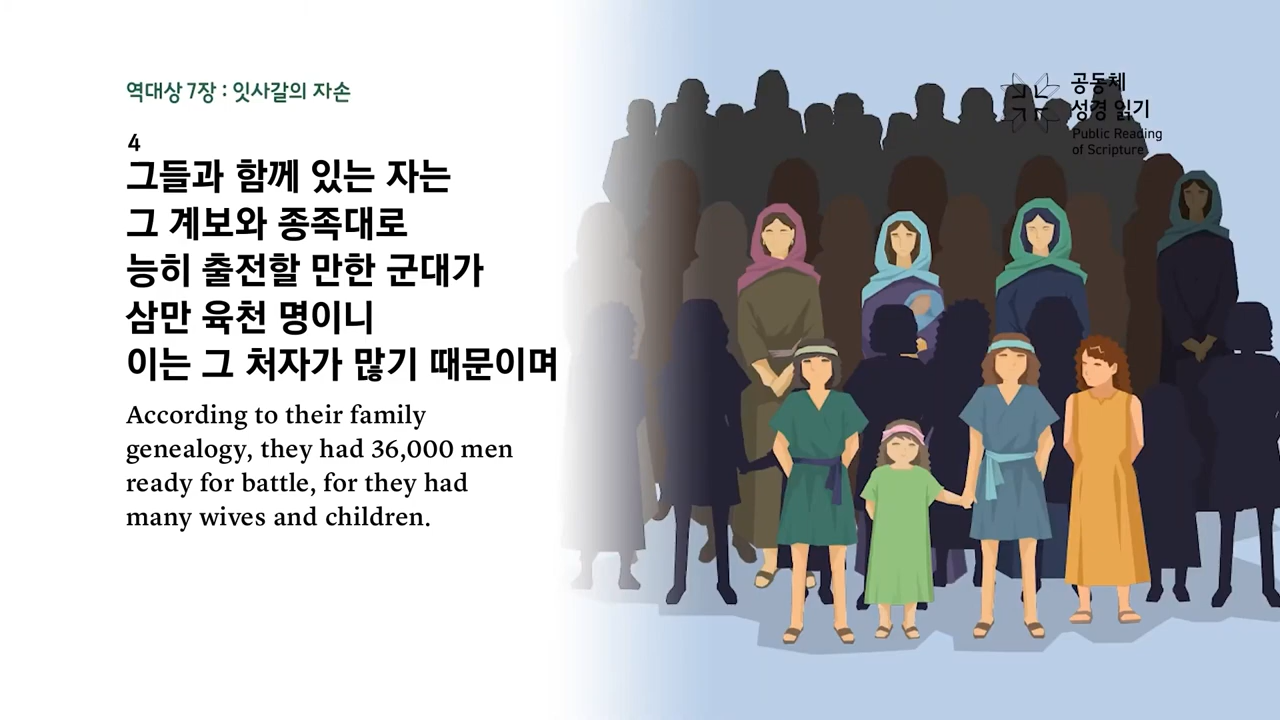 역대상 7장 : 잇사갈의 자손
4
그들과 함께 있는 자는
그 계보와 종족대로
능히 출전할 만한 군대가
삼만 육천 명이니
이는 그 처자가 많기 때문이며
According to their family
genealogy, they had 36,000 men
ready for battle, for they had
many wives and children.
공동체
성경 읽기
Public Reading
of Scripture